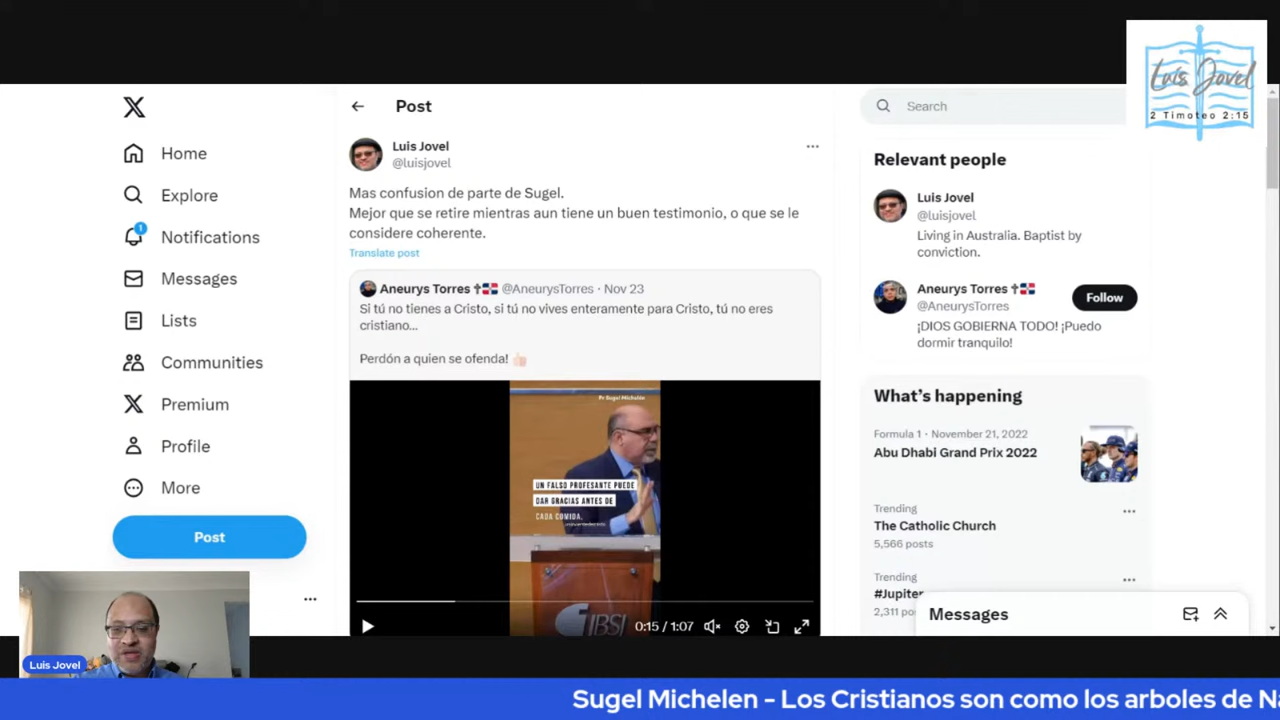 Luis Jovel
2 Timoteo 2:15
Home
Explore
1
Notifications
Messages
Lists
Communities
Premium
Profile
More
Post
Post
Luis Jovel
@luisjovel
Mas confusion de parte de Sugel.
Mejor que se retire mientras aun tiene un buen testimonio, o que se le
considere coherente.
Translate post
Aneurys Torres ✝🇩🇴 @AneurysTorres · Nov 23
Si tú no tienes a Cristo, si tú no vives enteramente para Cristo, tú no eres
cristiano...
Perdón a quien se ofenda! 👍🏻
Pr Sugel Michelén
UN FALSO PROFESANTE PUEDE
DAR GRACIAS ANTES DE
CADA COMIDA,
IBSJ
0:15 / 1:07
Search
Relevant people
Luis Jovel
@luisjovel
Living in Australia. Baptist by
conviction.
Aneurys Torres ✝🇩🇴
@AneurysTorres
Follow
¡DIOS GOBIERNA TODO! ¡Puedo
dormir tranquilo!
What's happening
Formula 1 · November 21, 2022
Abu Dhabi Grand Prix 2022
Trending
The Catholic Church
5,566 posts
Trending
#Jupiter
2,311 po
Messages
Luis Jovel
Sugel Michelen - Los Cristianos son como los arboles de Na